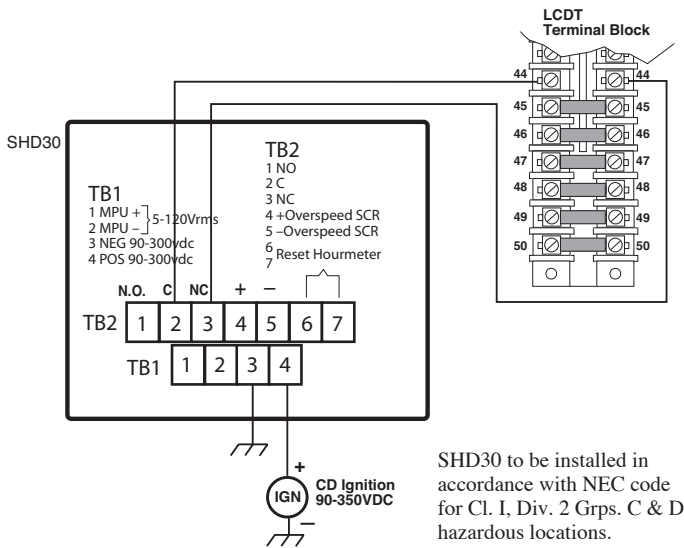 LCDT
Terminal Block
44 44
45 45
46 46
47 47
48 48
49 49
50 50
SHD30
TB1
1 MPU +
2 MPU –
5-120Vrms
3 NEG 90-300vdc
4 POS 90-300vdc
TB2
1 NO
2 C
3 NC
4 +Overspeed SCR
5 –Overspeed SCR
6
7
Reset Hourmeter
N.O. C NC + –
TB2 1 2 3 4 5 6 7
TB1 1 2 3 4
+
IGN
CD Ignition
90-350VDC
–
SHD30 to be installed in
accordance with NEC code
for Cl. I, Div. 2 Grps. C & D
hazardous locations.